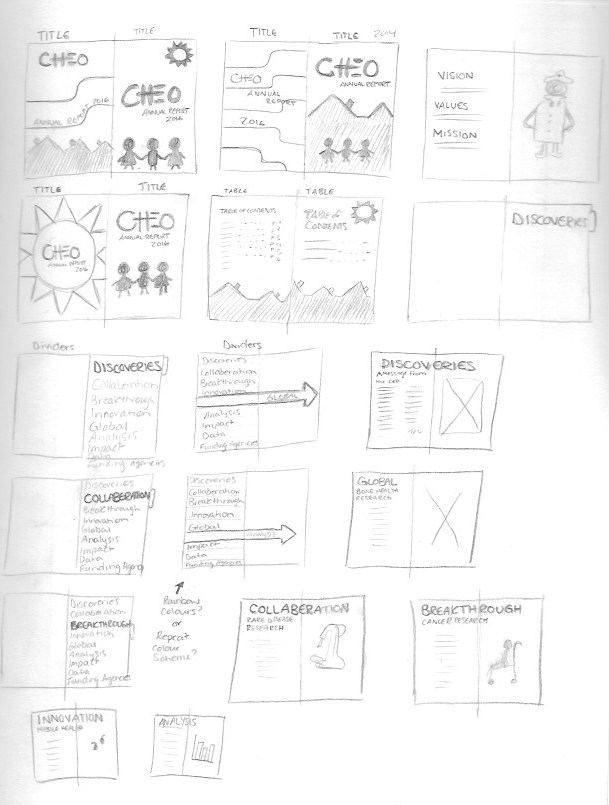 TITLE
TITLE
CHEO
ANNUAL REPORT 2016
CHEO
ANNUAL REPORT
2016
TITLE
TITLE
CHEO
ANNUAL
REPORT
2016
CHEO
ANNUAL REPORT
VISION
VALUES
MISSION
TITLE
TITLE
CHEO
ANNUAL REPORT
2016
CHEO
ANNUAL REPORT
2016
TABLE
TABLE
TABLE OF CONTENTS
TABLE OF
CONTENTS
DISCOVERIES
Dividers
DISCOVERIES
Collaboration
Breakthrough
Innovation
Global
Analysis
Impact
Data
Funding Agencies
Dividers
Discoveries
Collaboration
Breakthrough
Innovation
GLOBAL
Analysis
Impact
Data
Funding Agencies
DISCOVERIES
A Message from
our CEO
Discoveries
COLLABORATION
Breakthrough
Innovation
Global
Analysis
Impact
Data
Funding Agency
Discoveries
Collaboration
Breakthrough
Innovation
Global
Analysis
Impact
Data
Funding Agencies
GLOBAL
BONE HEALTH
RESEARCH
Discoveries
Collaboration
BREAKTHROUGH
Innovation
Global
Analysis
Impact
Data
Funding Agencies
Rainbow
Colours?
or
Repeat
Colour
Scheme?
COLLABERATION
RARE DISEASE
RESEARCH
BREAKTHROUGH
CANCER RESEARCH
INNOVATION
MOBILE HEALTH
ANALYSIS